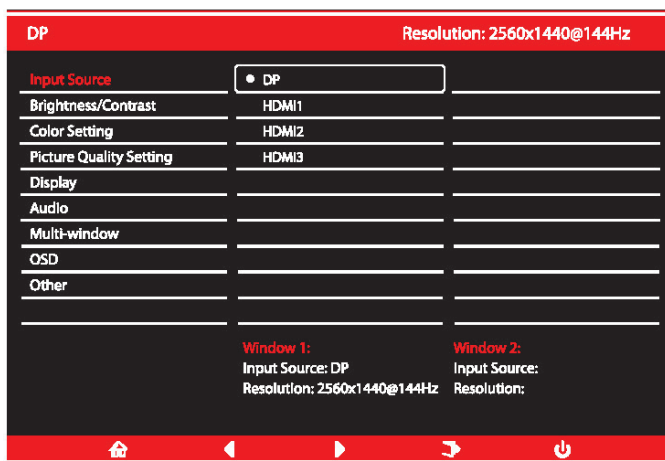 DP Resolution: 2560x1440@144Hz
Input Source DP
Brightness/Contrast HDMI1
Color Setting HDMI2
Picture Quality Setting HDMI3
Display
Audio
Multi-window
OSD
Other
Window 1: Window 2:
Input Source: DP Input Source:
Resolution: 2560x1440@144Hz Resolution: